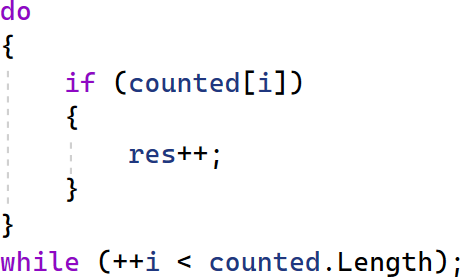 do
{
    if (counted[i])
    {
        res++;
    }
}
while (++i < counted.Length);